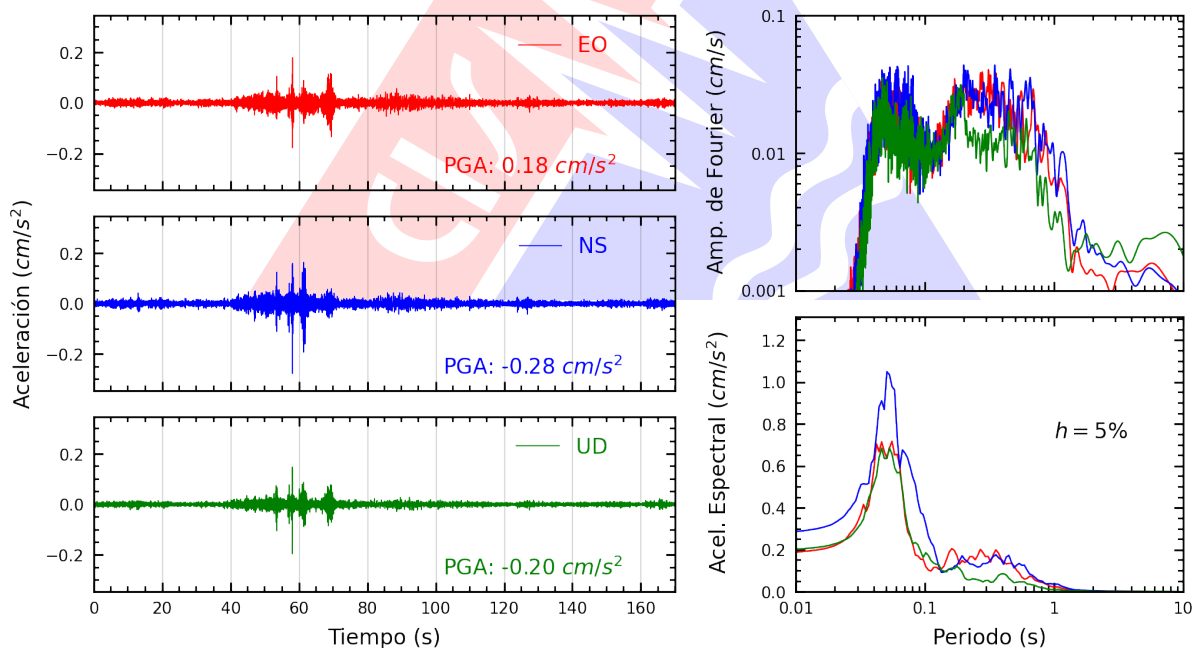 Aceleración (cm/s²)
0.2
0.0
−0.2
EO
PGA: 0.18 cm/s²
0.2
0.0
−0.2
NS
PGA: -0.28 cm/s²
0.2
0.0
−0.2
UD
PGA: -0.20 cm/s²
0 20 40 60 80 100 120 140 160
Tiempo (s)
Amp. de Fourier (cm/s)
0.1
0.01
0.001
Acel. Espectral (cm/s²)
1.2
1.0
0.8
0.6
0.4
0.2
0.0
h = 5%
0.01 0.1 1 10
Periodo (s)